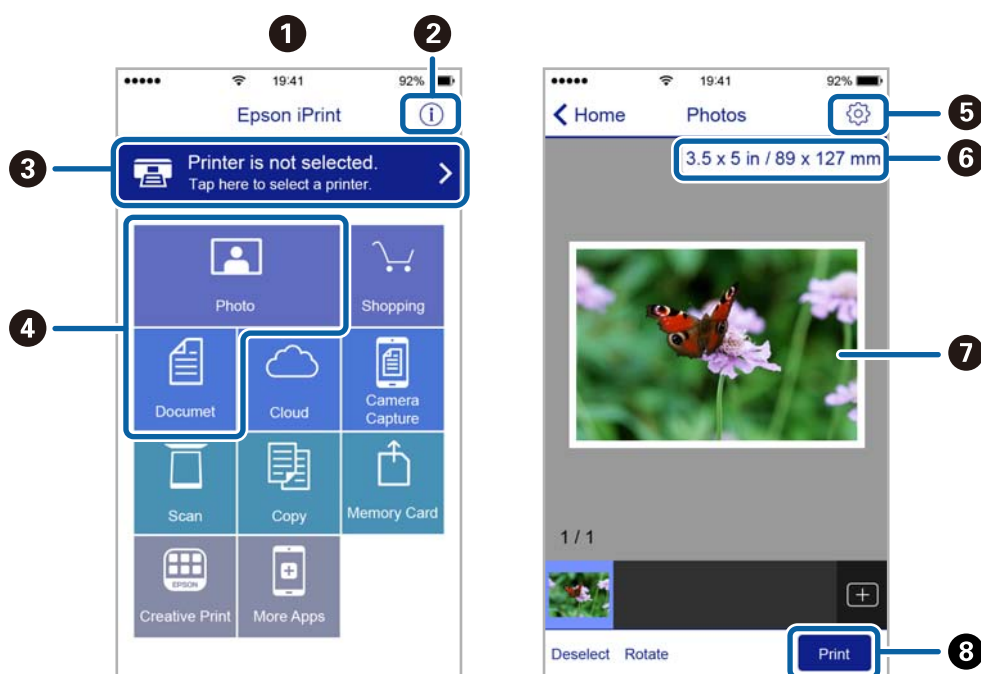 1
2
19:41
92%
Epson iPrint
i
3
Printer is not selected.
Tap here to select a printer.
4
Photo
Shopping
Documet
Cloud
Camera
Capture
Scan
Copy
Memory Card
EPSON
Creative Print
More Apps
19:41
92%
Home
Photos
5
3.5 x 5 in / 89 x 127 mm
6
7
1 / 1
Deselect
Rotate
Print
8